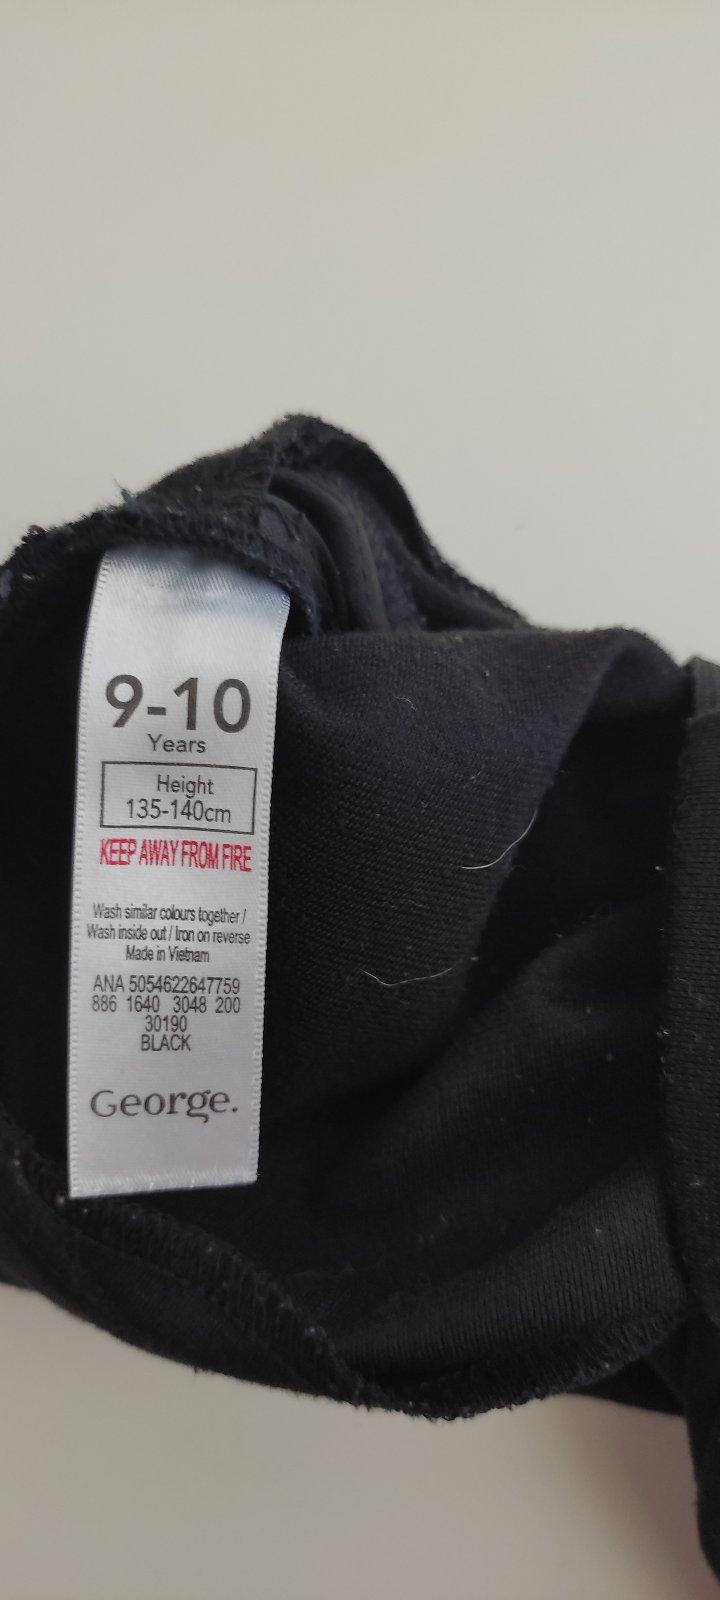 9-10
Years
Height
135-140cm
KEEP AWAY FROM FIRE
Wash similar colours together /
Wash inside out / Iron on reverse
Made in Vietnam
ANA 5054622647759
886 1640 3048 200
30190
BLACK
George.